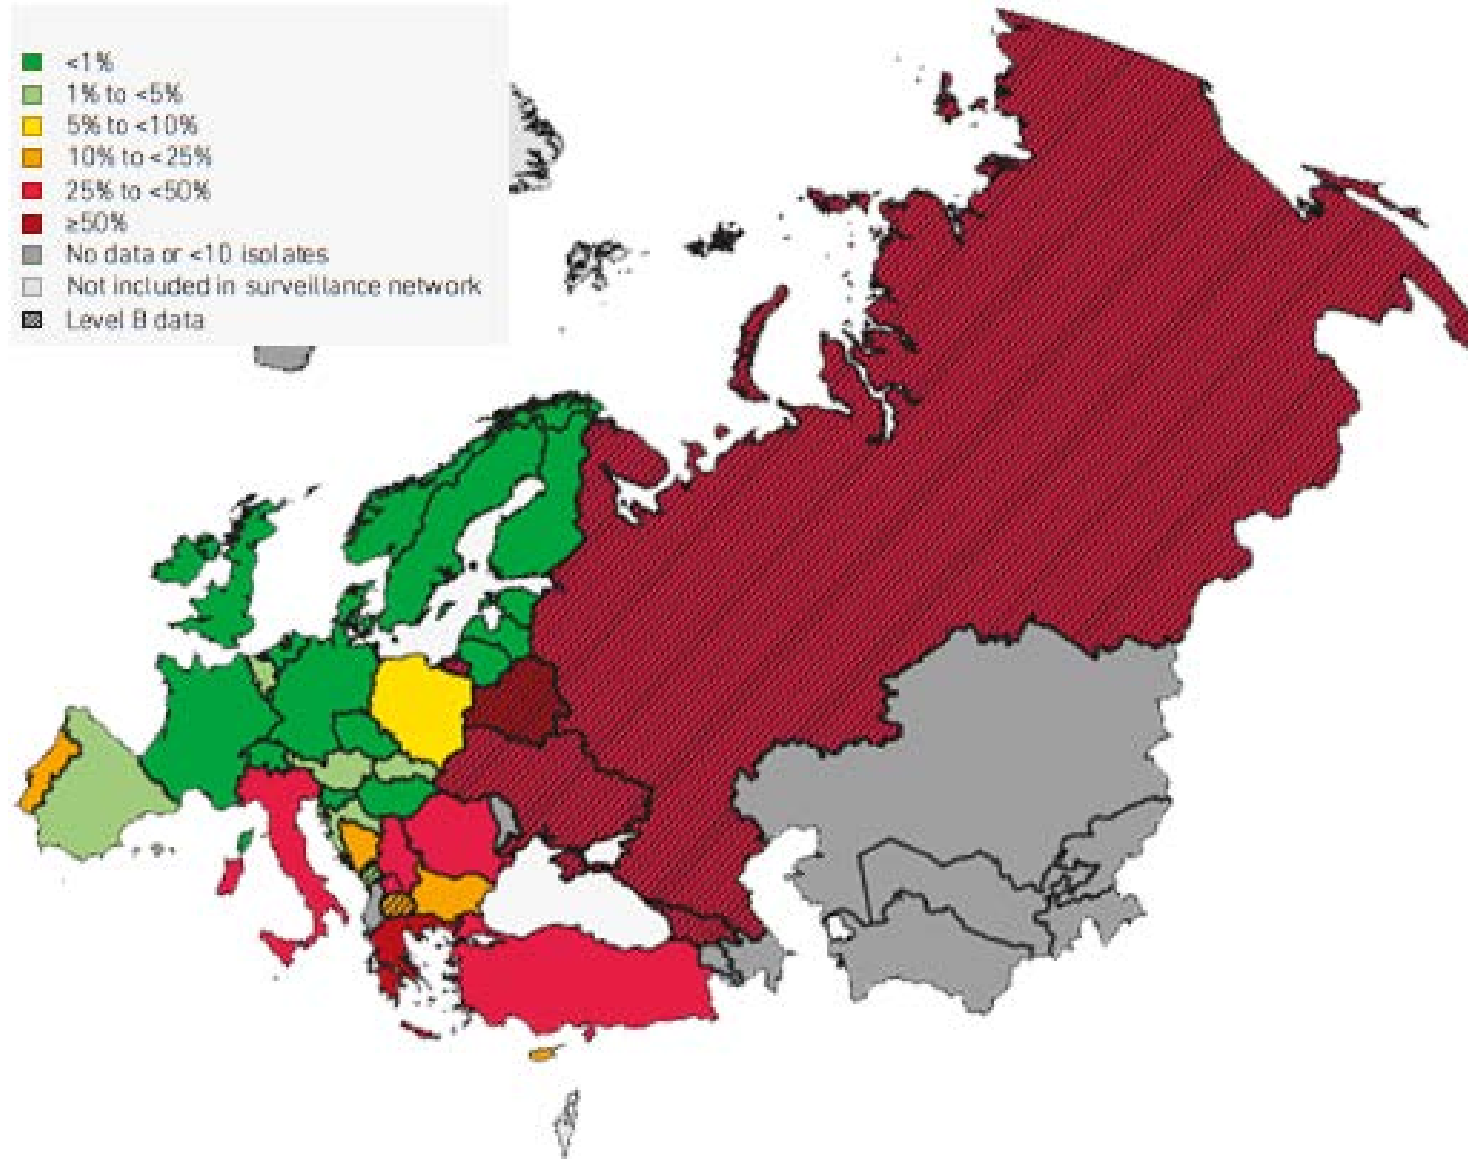 <1%
1% to <5%
5% to <10%
10% to <25%
25% to <50%
≥50%
No data or <10 isolates
Not included in surveillance network
Level B data